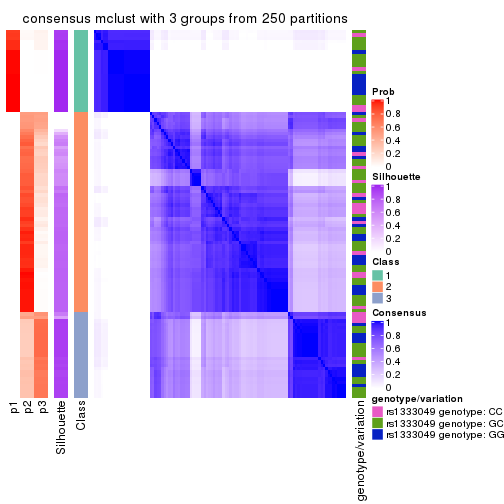 consensus mclust with 3 groups from 250 partitions
Prob
1
0.8
0.6
0.4
0.2
0
Silhouette
1
0.8
0.6
0.4
0.2
0
Class
1
2
3
Consensus
1
0.8
0.6
0.4
0.2
0
genotype/variation
rs1333049 genotype: CC
rs1333049 genotype: GC
rs1333049 genotype: GG
p1
p2
p3
Silhouette
Class
genotype/variation